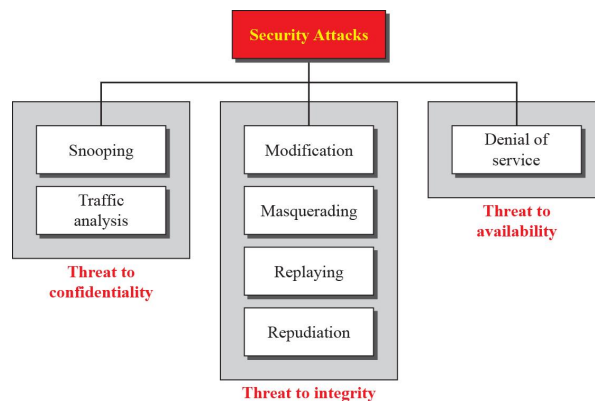 Security Attacks
Snooping
Traffic
analysis
Threat to
confidentiality
Modification
Masquerading
Replaying
Repudiation
Threat to integrity
Denial of
service
Threat to
availability